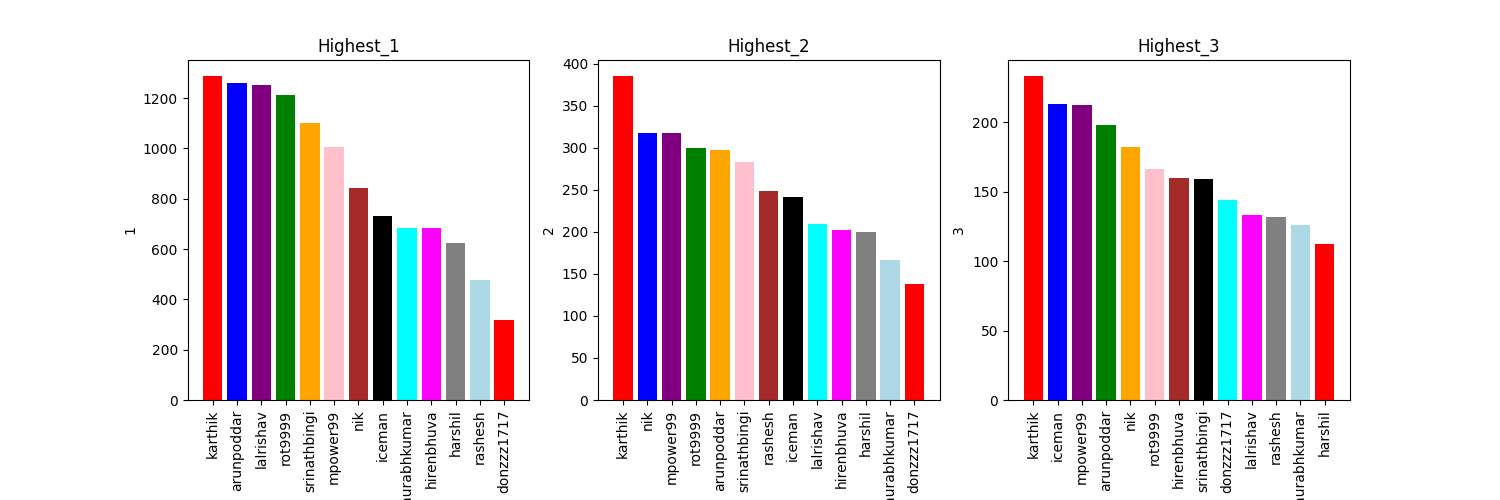 Highest_1
1
1200
1000
800
600
400
200
0
karthik
arunpoddar
lalrishav
rot9999
srinathbingi
mpower99
nik
iceman
urabhkumar
hirenbhuva
harshil
rashesh
donzzz1717
Highest_2
2
400
350
300
250
200
150
100
50
0
karthik
nik
mpower99
rot9999
arunpoddar
srinathbingi
rashesh
iceman
lalrishav
hirenbhuva
harshil
urabhkumar
donzzz1717
Highest_3
3
200
150
100
50
0
karthik
iceman
mpower99
arunpoddar
nik
rot9999
hirenbhuva
srinathbingi
donzzz1717
lalrishav
rashesh
urabhkumar
harshil